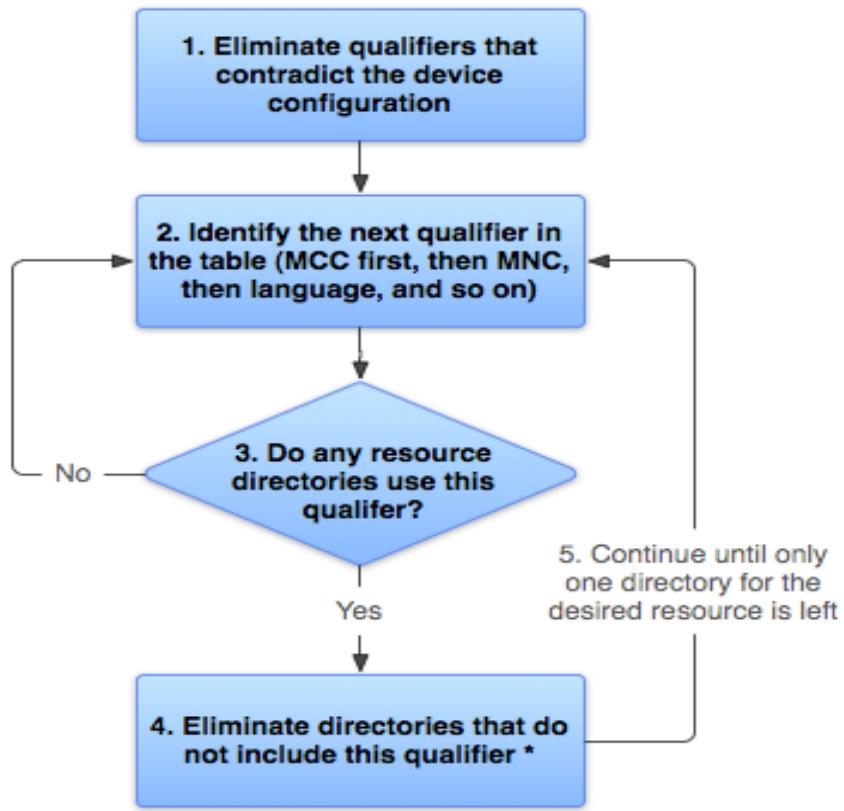 1. Eliminate qualifiers that
contradict the device
configuration
2. Identify the next qualifier in
the table (MCC first, then MNC,
then language, and so on)
3. Do any resource
directories use this
qualifer?
No
Yes
5. Continue until only
one directory for the
desired resource is left
4. Eliminate directories that do
not include this qualifier *